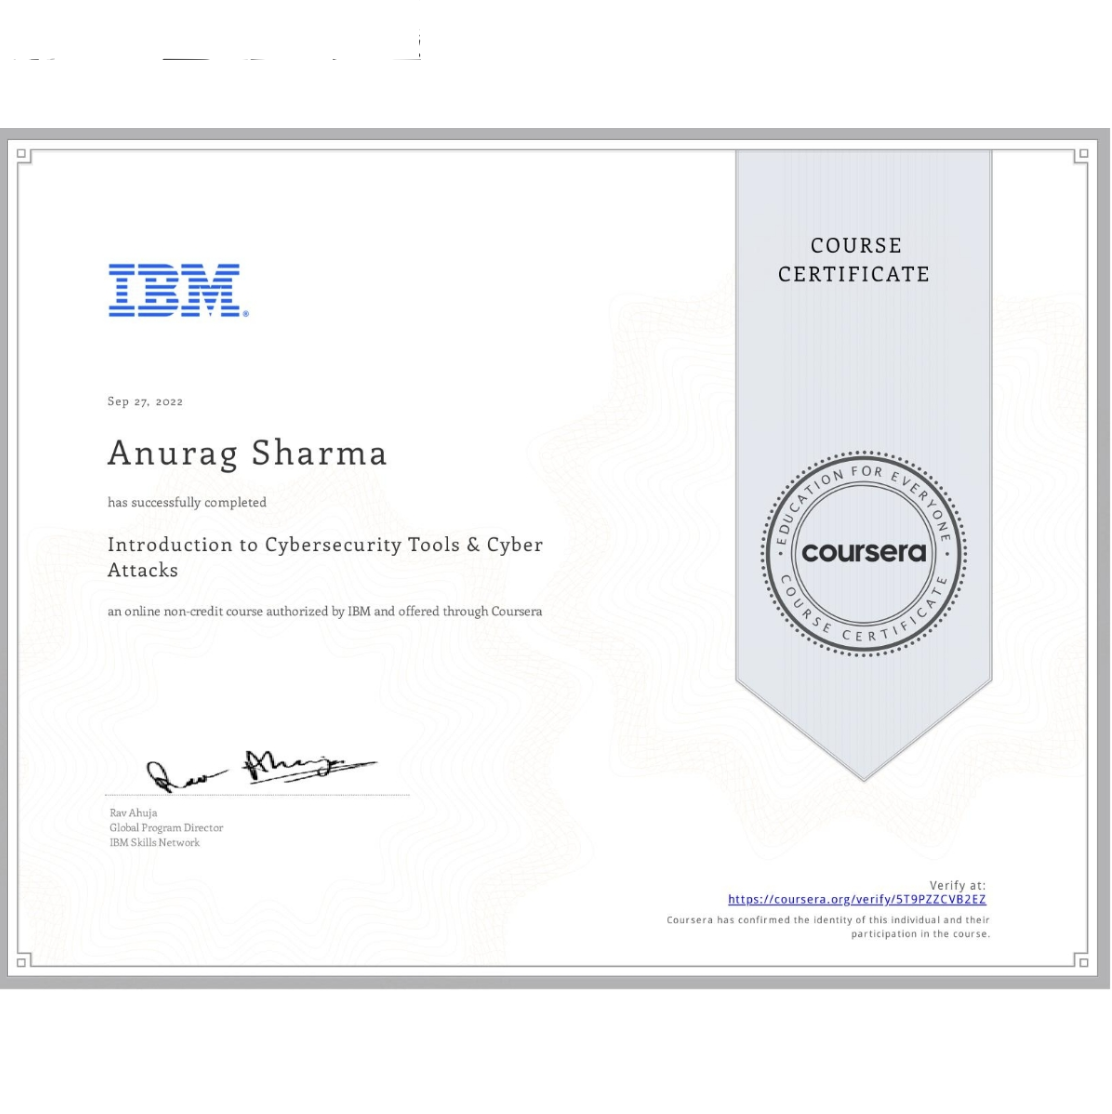 IBM®
Sep 27, 2022
Anurag Sharma
has successfully completed
Introduction to Cybersecurity Tools & Cyber
Attacks
an online non-credit course authorized by IBM and offered through Coursera
Rav Ahuja
Rav Ahuja
Global Program Director
IBM Skills Network
COURSE
CERTIFICATE
EDUCATION FOR EVERYONE
coursera
COURSE CERTIFICATE
Verify at:
https://coursera.org/verify/5T9PZZCVB2EZ
Coursera has confirmed the identity of this individual and their
participation in the course.